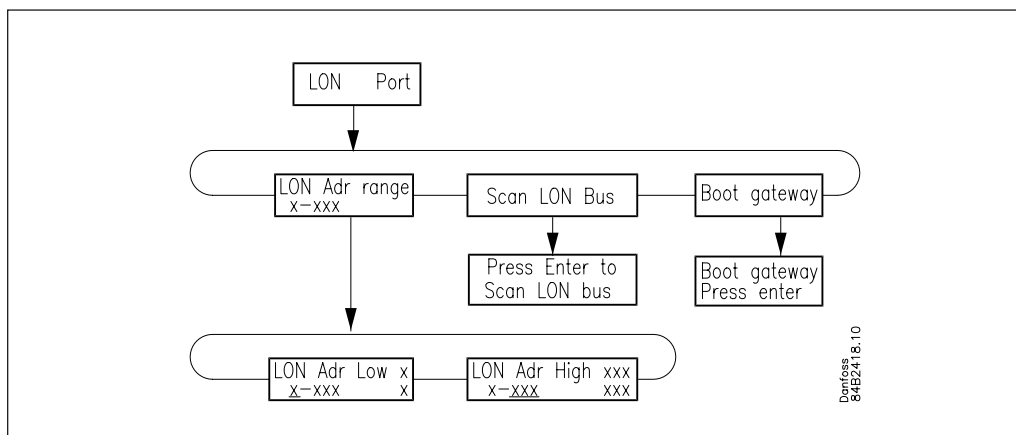 LON Port
LON Adr range
x-xxx
Scan LON Bus
Boot gateway
Press Enter to
Scan LON bus
Boot gateway
Press enter
LON Adr Low x
x-xxx x
LON Adr High xxx
x-xxx xxx
Danfoss
84B2418.10